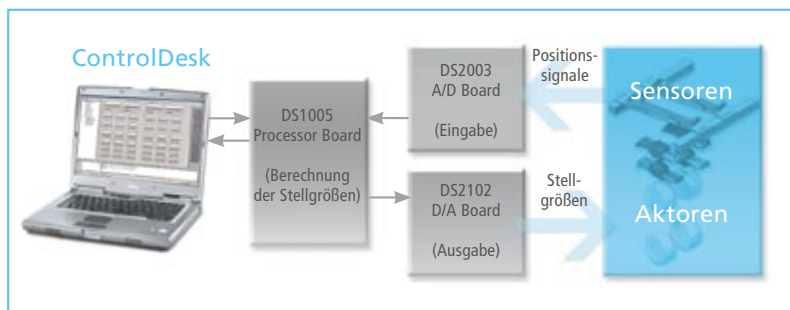 ControlDesk
DS1005
Processor Board
(Berechnung
der Stellgrößen)
DS2003
A/D Board
(Eingabe)
DS2102
D/A Board
(Ausgabe)
Positions-
signale
Stell-
größen
Sensoren
Aktoren